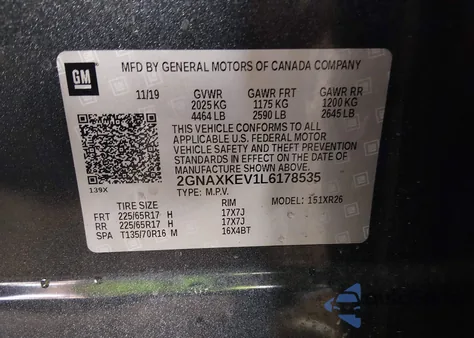 GM
MFD BY GENERAL MOTORS OF CANADA COMPANY
11/19 GVWR GAWR FRT GAWR RR
2025 KG 1175 KG 1200 KG
4464 LB 2590 LB 2645 LB
THIS VEHICLE CONFORMS TO ALL
APPLICABLE U.S. FEDERAL MOTOR
VEHICLE SAFETY AND THEFT
PREVENTION STANDARDS IN
EFFECT ON THE DATE OF
MANUFACTURE SHOWN ABOVE.
139X
2GNAXKEV1L6178535
TYPE: M.P.V.
MODEL: 151XR26
TIRE SIZE RIM
FRT 225/65R17 H 17X7J
RR 225/65R17 H 17X7J
SPA T135/70R16 M 16X4BT